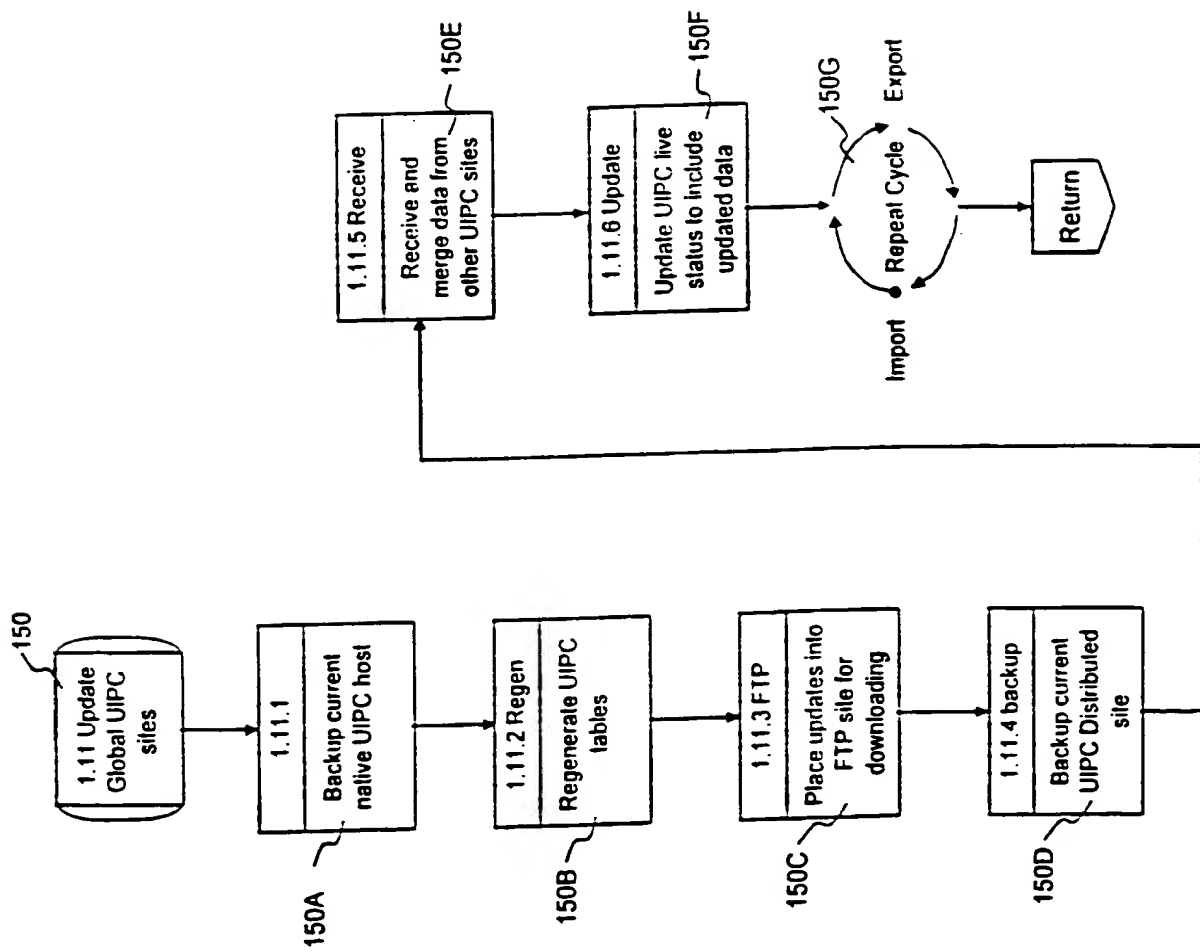 150
1.11 Update
Global UIPC
sites
1.11.1
Backup current
native UIPC host
150A
1.11.2 Regen
Regenerate UIPC
tables
150B
1.11.3 FTP
Place updates into
FTP site for
downloading
150C
1.11.4 backup
Backup current
UIPC Distributed
site
150D
1.11.5 Receive
Receive and
merge data from
other UIPC sites
150E
1.11.6 Update
Update UIPC live
status to include
updated data
150F
150G
Import
Repeat Cycle
Export
Return